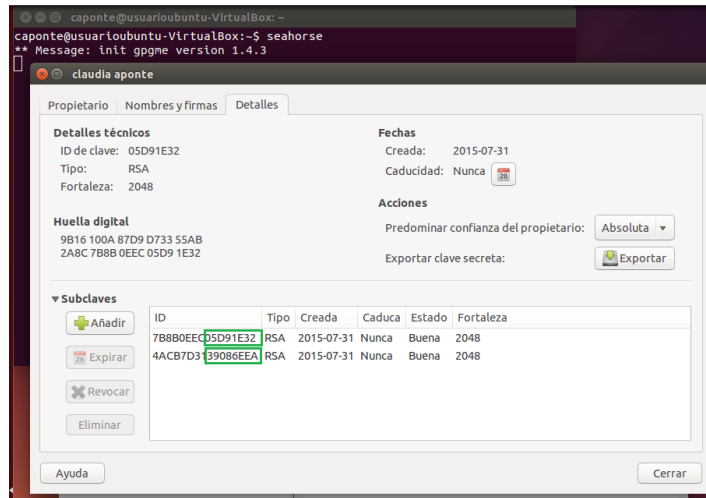 caponte@usuarioubuntu-VirtualBox: ~
caponte@usuarioubuntu-VirtualBox:~$ seahorse
** Message: init gpgme version 1.4.3
claudia aponte
Propietario Nombres y firmas Detalles
Detalles técnicos
ID de clave: 05D91E32
Tipo: RSA
Fortaleza: 2048
Huella digital
9B16 100A 87D9 D733 55AB
2A8C 7B8B 0EEC 05D9 1E32
Fechas
Creada: 2015-07-31
Caducidad: Nunca 28
Acciones
Predominar confianza del propietario: Absoluta
Exportar clave secreta: Exportar
Subclaves
Añadir
28 Expirar
Revocar
Eliminar
ID Tipo Creada Caduca Estado Fortaleza
7B8B0EEC05D91E32 RSA 2015-07-31 Nunca Buena 2048
4ACB7D3139086EEA RSA 2015-07-31 Nunca Buena 2048
Ayuda Cerrar